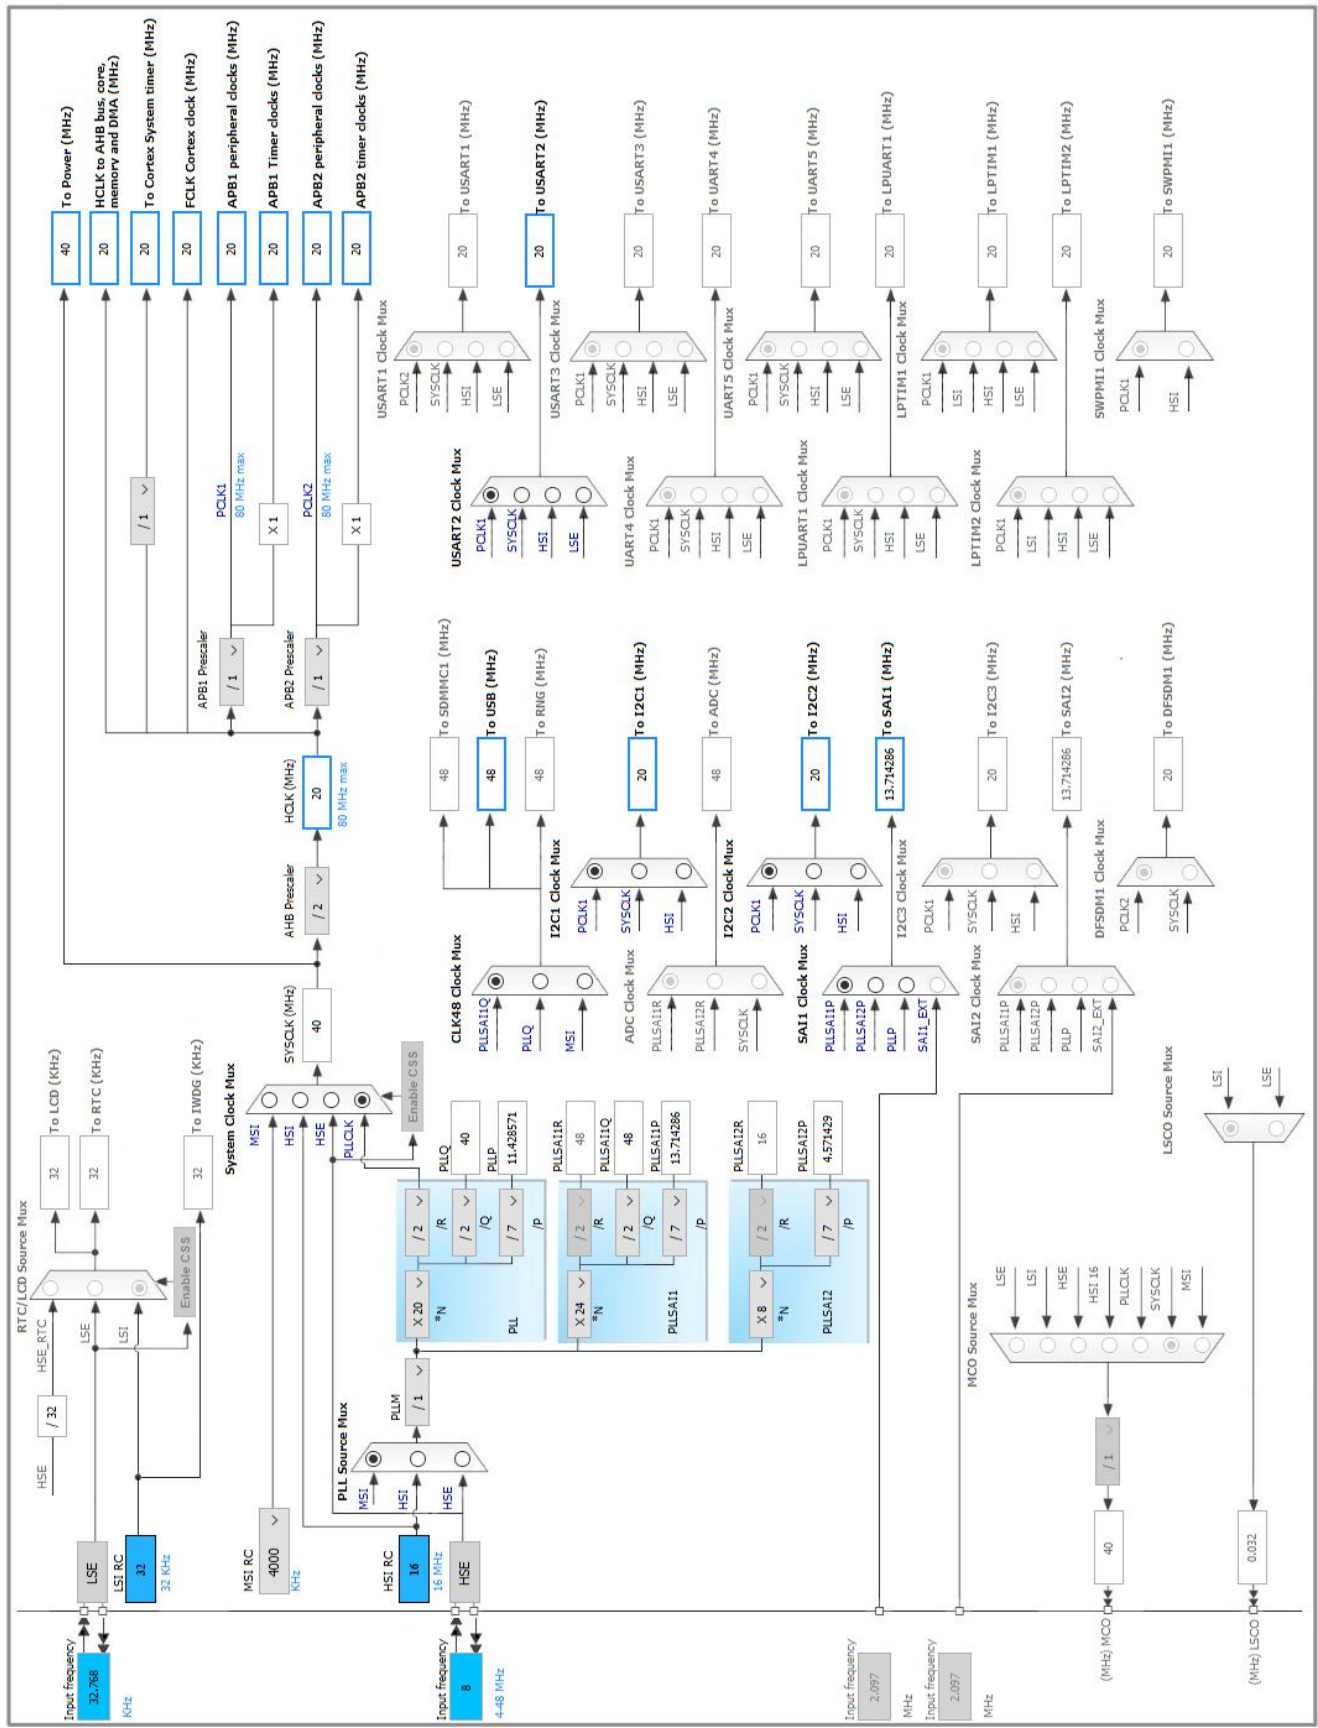 RTC/LCD Source Mux
HSE
/ 32
HSE_RTC
32
To LCD (KHz)
Input frequency
32.768
KHz
LSE
LSE
32
To RTC (KHz)
LSI RC
32
32 KHz
LSI
Enable CSS
32
To IWDG (KHz)
System Clock Mux
MSI RC
4000
KHz
MSI
HSI
HSE
PLLCLK
Enable CSS
SYSCLK (MHz)
40
AHB Prescaler
/ 2
HCLK (MHz)
20
80 MHz max
APB1 Prescaler
/ 1
APB2 Prescaler
/ 1
40
To Power (MHz)
20
HCLK to AHB bus, core,
memory and DMA (MHz)
/ 1
20
To Cortex System timer (MHz)
20
FCLK Cortex clock (MHz)
PCLK1
80 MHz max
20
APB1 peripheral clocks (MHz)
X 1
20
APB1 Timer clocks (MHz)
PCLK2
80 MHz max
20
APB2 peripheral clocks (MHz)
X 1
20
APB2 timer clocks (MHz)
PLL Source Mux
MSI
HSI
HSE
HSI RC
16
16 MHz
Input frequency
8
4-48 MHz
HSE
PLLM
/ 1
X 20
*N
PLL
/ 2
/R
/ 2
/Q
/ 7
/P
PLLQ
40
PLLP
11.428571
X 24
*N
PLLSAI1
/ 2
/R
/ 2
/Q
/ 7
/P
PLLSAI1R
48
PLLSAI1Q
48
PLLSAI1P
13.714286
X 8
*N
PLLSAI2
/ 2
/R
/ 7
/P
PLLSAI2R
16
PLLSAI2P
4.571429
CLK48 Clock Mux
PLLSAI1Q
PLLQ
MSI
48
To SDMMC1 (MHz)
48
To USB (MHz)
48
To RNG (MHz)
I2C1 Clock Mux
PCLK1
SYSCLK
HSI
20
To I2C1 (MHz)
ADC Clock Mux
PLLSAI1R
PLLSAI2R
SYSCLK
48
To ADC (MHz)
I2C2 Clock Mux
PCLK1
SYSCLK
HSI
20
To I2C2 (MHz)
SAI1 Clock Mux
PLLSAI1P
PLLSAI2P
PLLP
SAI1_EXT
13.714286
To SAI1 (MHz)
I2C3 Clock Mux
PCLK1
SYSCLK
HSI
20
To I2C3 (MHz)
SAI2 Clock Mux
PLLSAI1P
PLLSAI2P
PLLP
SAI2_EXT
13.714286
To SAI2 (MHz)
DFSDM1 Clock Mux
PCLK2
SYSCLK
20
To DFSDM1 (MHz)
USART1 Clock Mux
PCLK2
SYSCLK
HSI
LSE
20
To USART1 (MHz)
USART2 Clock Mux
PCLK1
SYSCLK
HSI
LSE
20
To USART2 (MHz)
USART3 Clock Mux
PCLK1
SYSCLK
HSI
LSE
20
To USART3 (MHz)
UART4 Clock Mux
PCLK1
SYSCLK
HSI
LSE
20
To UART4 (MHz)
UART5 Clock Mux
PCLK1
SYSCLK
HSI
LSE
20
To UART5 (MHz)
LPUART1 Clock Mux
PCLK1
SYSCLK
HSI
LSE
20
To LPUART1 (MHz)
LPTIM1 Clock Mux
PCLK1
LSI
HSI
LSE
20
To LPTIM1 (MHz)
LPTIM2 Clock Mux
PCLK1
LSI
HSI
LSE
20
To LPTIM2 (MHz)
SWPMI1 Clock Mux
PCLK1
HSI
20
To SWPMI1 (MHz)
Input frequency
2.097
MHz
Input frequency
2.097
MHz
MCO Source Mux
LSE
LSI
HSE
HSI 16
PLLCLK
SYSCLK
MSI
/ 1
40
(MHz) MCO
LSCO Source Mux
LSI
LSE
0.032
(MHz) LSCO